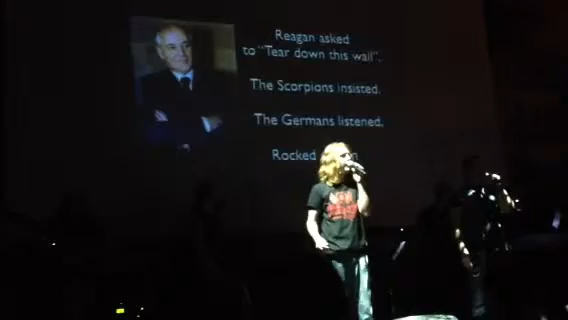 Reagan asked
to "Tear down this wall".
The Scorpions insisted.
The Germans listened.
Rocked